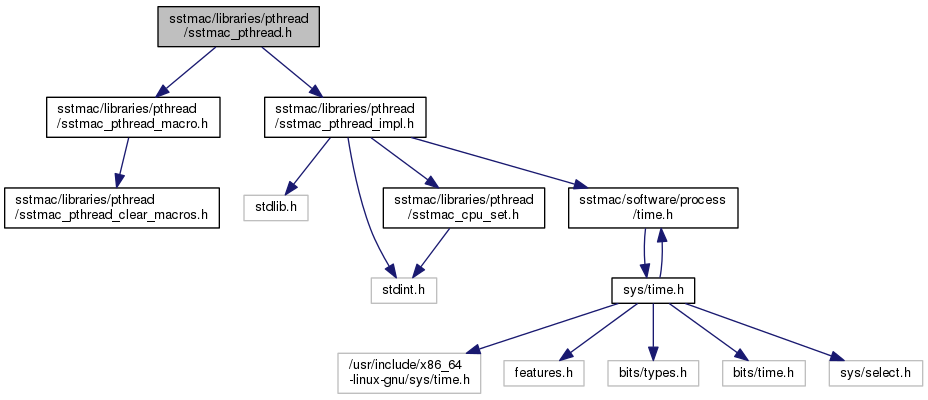 sstmac/libraries/pthread
/sstmac_pthread.h
sstmac/libraries/pthread
/sstmac_pthread_macro.h
sstmac/libraries/pthread
/sstmac_pthread_impl.h
sstmac/libraries/pthread
/sstmac_pthread_clear_macros.h
stdlib.h
sstmac/libraries/pthread
/sstmac_cpu_set.h
sstmac/software/process
/time.h
stdint.h
sys/time.h
/usr/include/x86_64
-linux-gnu/sys/time.h
features.h
bits/types.h
bits/time.h
sys/select.h